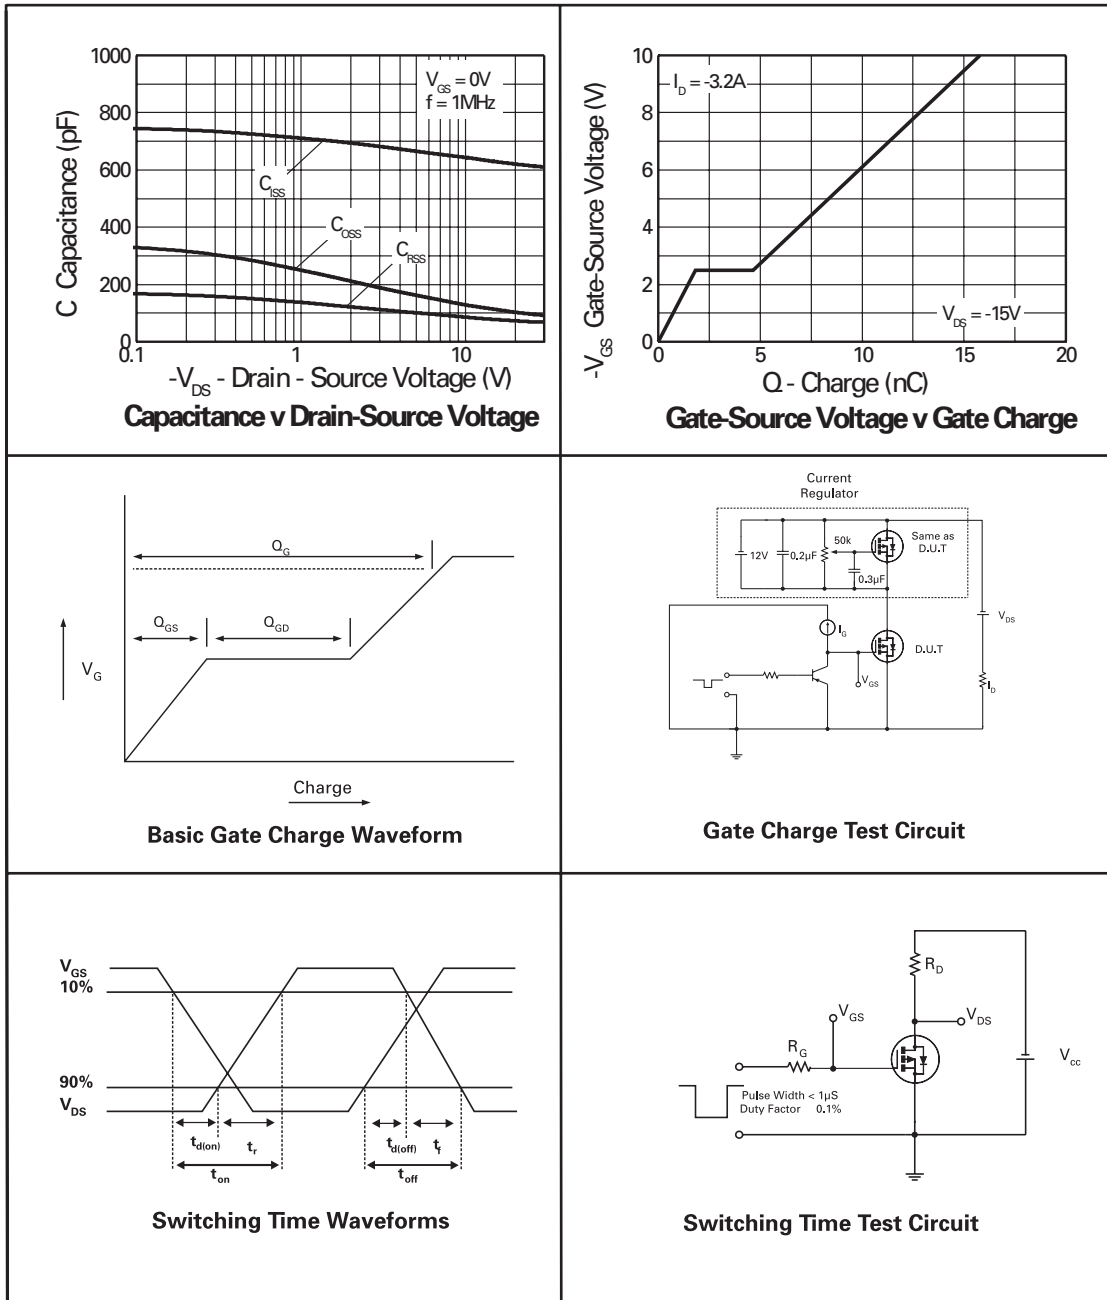 1000
800
600
400
200
0
0.1
1
10
C Capacitance (pF)
V_GS = 0V
f = 1MHz
C_ISS
C_OSS
C_RSS
-V_DS - Drain - Source Voltage (V)
Capacitance v Drain-Source Voltage
10
8
6
4
2
0
0
5
10
15
20
-V_GS Gate-Source Voltage (V)
I_D = -3.2A
V_DS = -15V
Q - Charge (nC)
Gate-Source Voltage v Gate Charge
Q_G
Q_GS
Q_GD
V_G
Charge
Basic Gate Charge Waveform
Current
Regulator
12V
0.2µF
50k
0.3µF
Same as
D.U.T
I_G
V_DS
D.U.T
V_GS
I_D
Gate Charge Test Circuit
V_GS
10%
90%
V_DS
t_d(on)
t_r
t_d(off)
t_f
t_on
t_off
Switching Time Waveforms
R_D
V_GS
V_DS
R_G
V_cc
Pulse Width < 1µS
Duty Factor 0.1%
Switching Time Test Circuit